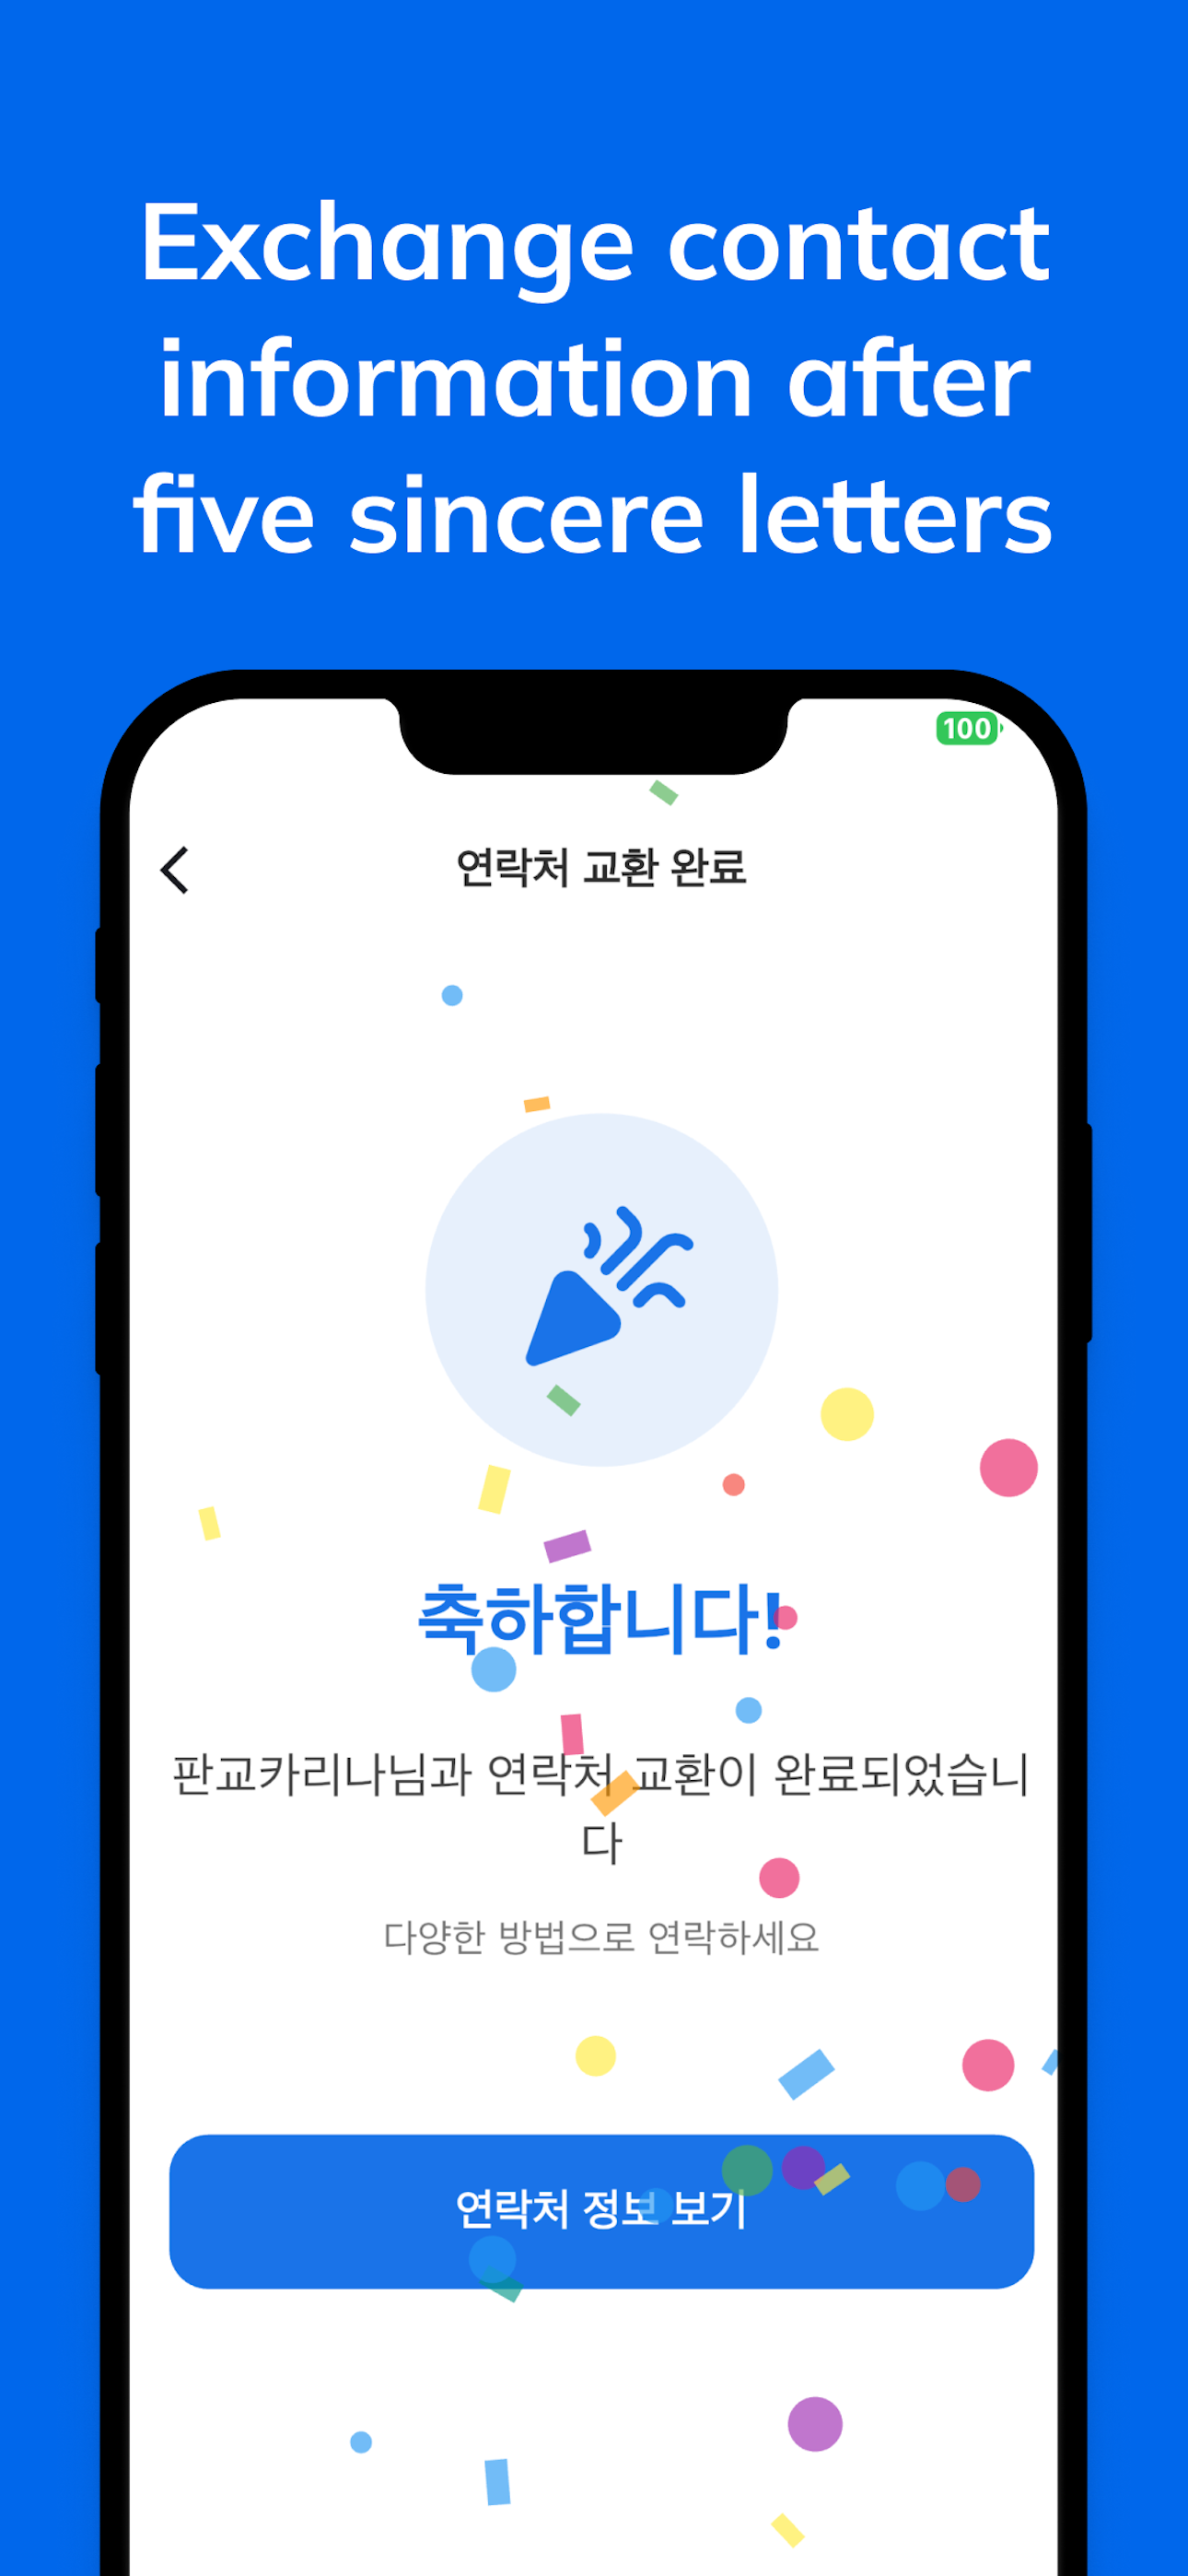 Exchange contact
information after
five sincere letters
100
연락처 교환 완료
축하합니다!
판교카리나님과 연락처 교환이 완료되었습니
다
다양한 방법으로 연락하세요
연락처 정보 보기